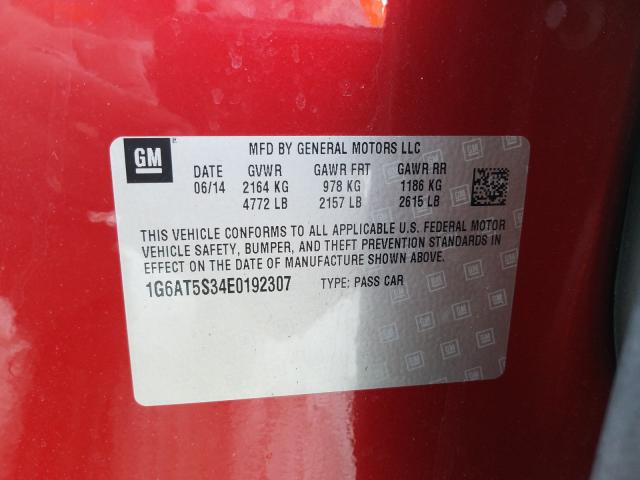 GM
MFD BY GENERAL MOTORS LLC
DATE GVWR GAWR FRT GAWR RR
06/14 2164 KG 978 KG 1186 KG
4772 LB 2157 LB 2615 LB
THIS VEHICLE CONFORMS TO ALL APPLICABLE U.S. FEDERAL MOTOR
VEHICLE SAFETY, BUMPER, AND THEFT PREVENTION STANDARDS IN
EFFECT ON THE DATE OF MANUFACTURE SHOWN ABOVE.
1G6AT5S34E0192307 TYPE: PASS CAR